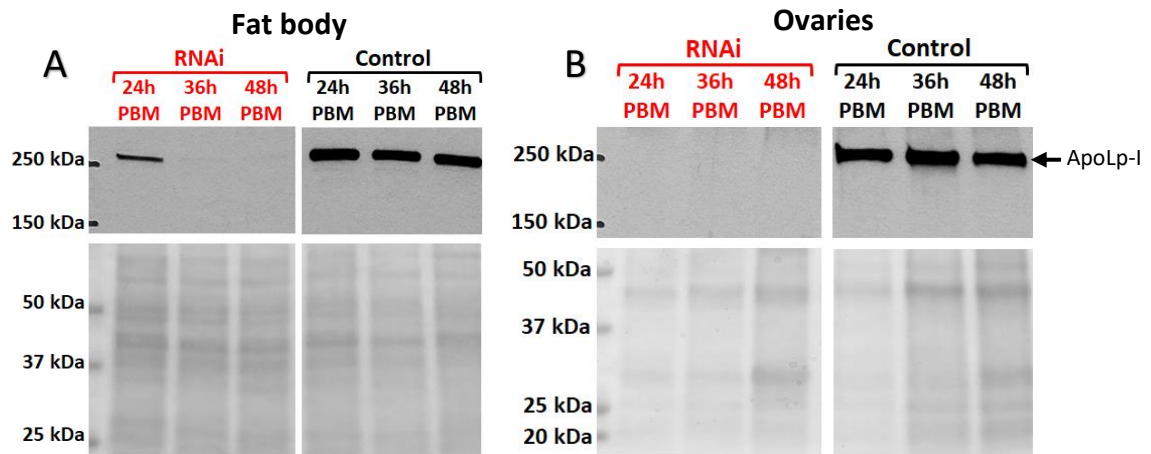 Fat body
A
RNAi
Control
24h 36h 48h 24h 36h 48h
PBM PBM PBM PBM PBM PBM
250 kDa
150 kDa
50 kDa
37 kDa
25 kDa
Ovaries
B
RNAi
Control
24h 36h 48h 24h 36h 48h
PBM PBM PBM PBM PBM PBM
250 kDa
ApoLp-I
150 kDa
50 kDa
37 kDa
25 kDa
20 kDa